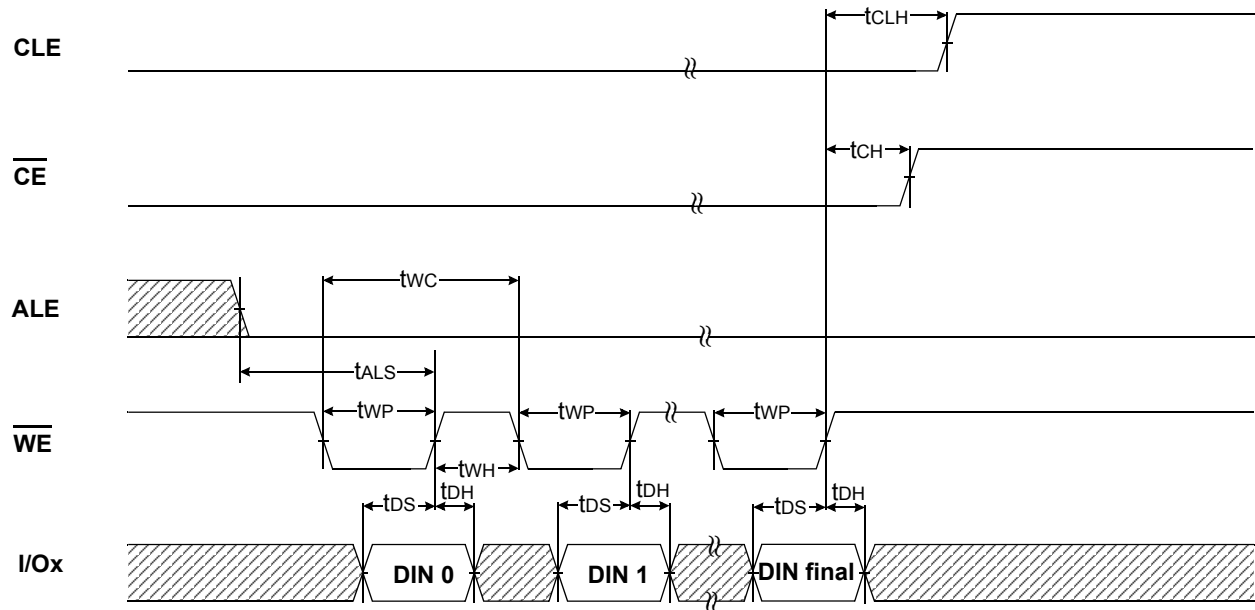 CLE
tCLH
CE
tCH
ALE
tWC
tALS
WE
tWP
tWP
tWP
tWH
tDS
tDH
tDS
tDH
tDS
tDH
I/Ox
DIN 0
DIN 1
DIN final